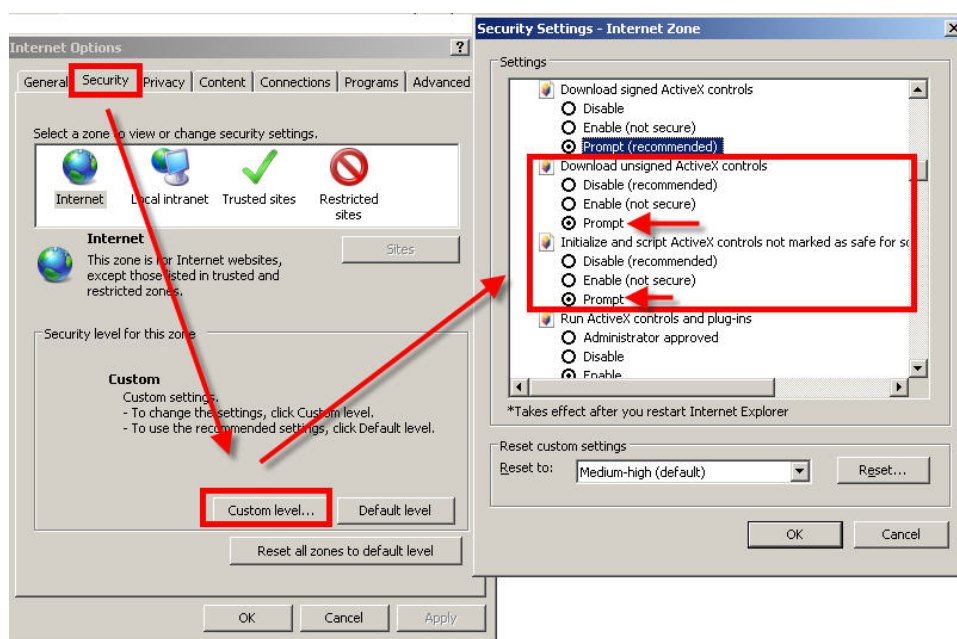 Internet Options
?
General Security Privacy Content Connections Programs Advanced
Select a zone to view or change security settings.
Internet
Local intranet
Trusted sites
Restricted
sites
Internet
This zone is for Internet websites,
except those listed in trusted and
restricted zones.
Sites
Security level for this zone
Custom
Custom settings.
- To change the settings, click Custom level.
- To use the recommended settings, click Default level.
Custom level... Default level
Reset all zones to default level
OK Cancel Apply
Security Settings - Internet Zone
X
Settings
Download signed ActiveX controls
Disable
Enable (not secure)
Prompt (recommended)
Download unsigned ActiveX controls
Disable (recommended)
Enable (not secure)
Prompt
Initialize and script ActiveX controls not marked as safe for sc
Disable (recommended)
Enable (not secure)
Prompt
Run ActiveX controls and plug-ins
Administrator approved
Disable
Enable
*Takes effect after you restart Internet Explorer
Reset custom settings
Reset to: Medium-high (default) Reset...
OK Cancel